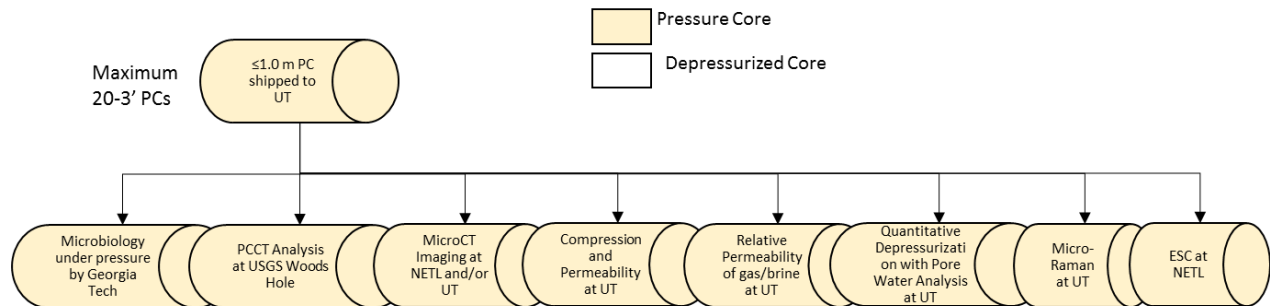 Pressure Core
Depressurized Core
Maximum
20-3’ PCs
≤1.0 m PC
shipped to
UT
Microbiology
under pressure
by Georgia
Tech
PCCT Analysis
at USGS Woods
Hole
MicroCT
Imaging at
NETL and/or
UT
Compression
and
Permeability at
UT
Relative
Permeability
of gas/brine
at UT
Quantitative
Depressurizati
on with Pore
Water Analysis
at UT
Micro-
Raman
at UT
ESC at
NETL